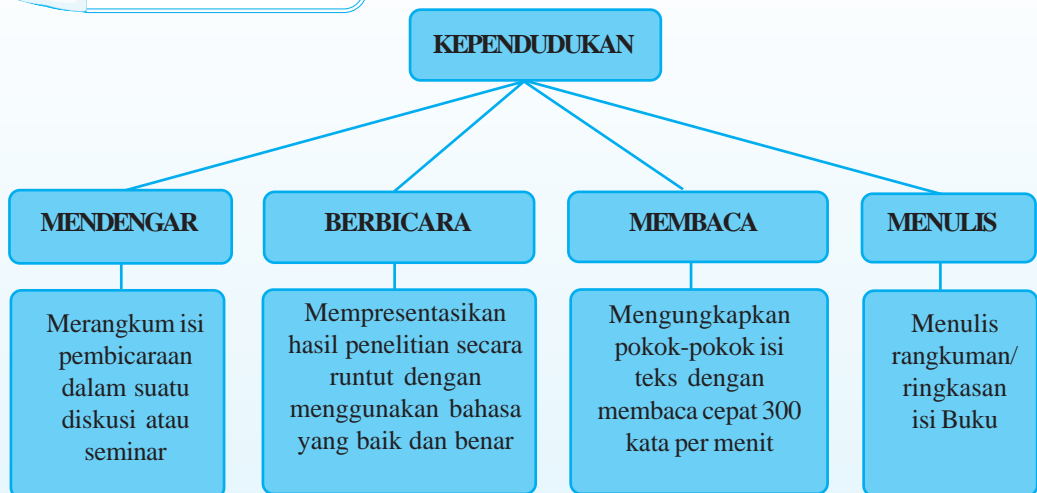 KEPENDUDUKAN
MENDENGAR
BERBICARA
MEMBACA
MENULIS
Merangkum isi
pembicaraan
dalam suatu
diskusi atau
seminar
Mempresentasikan
hasil penelitian secara
runtut dengan
menggunakan bahasa
yang baik dan benar
Mengungkapkan
pokok-pokok isi
teks dengan
membaca cepat 300
kata per menit
Menulis
rangkuman/
ringkasan
isi Buku